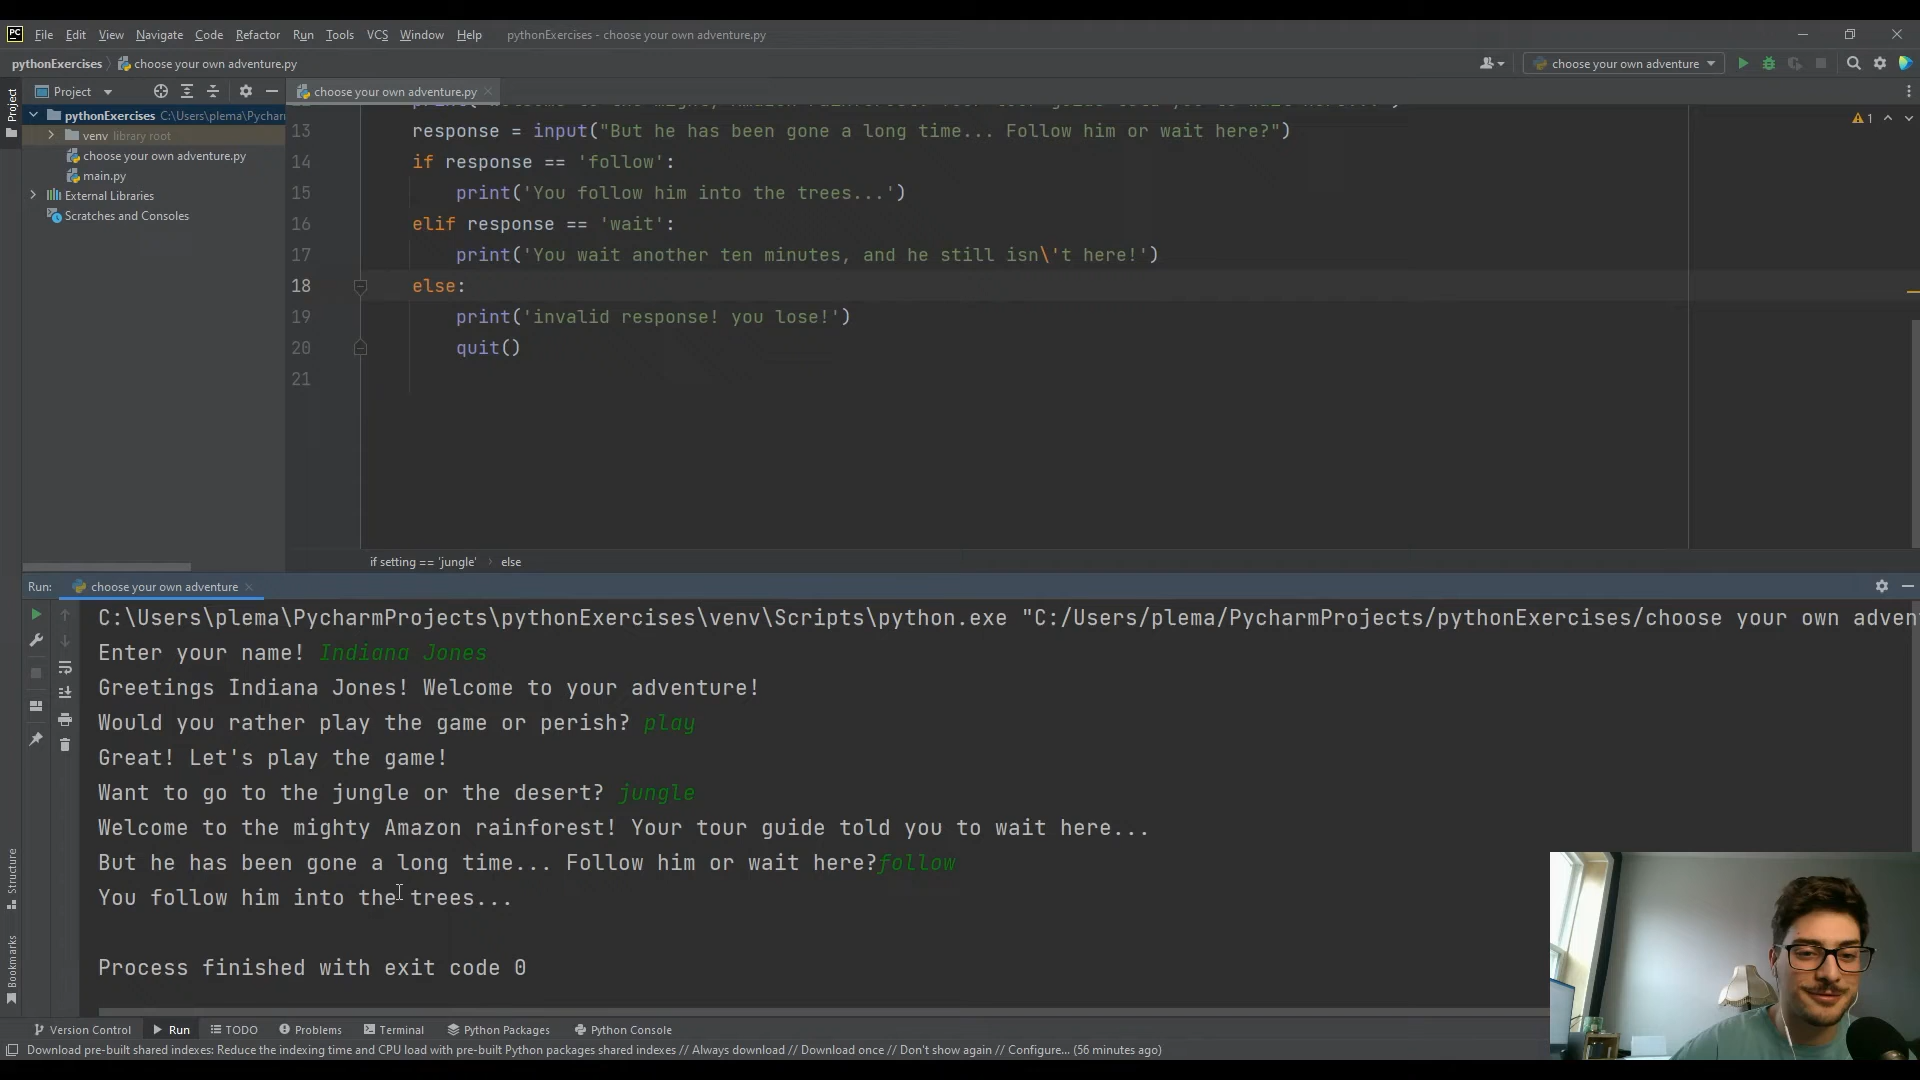 PC File Edit View Navigate Code Refactor Run Tools VCS Window Help pythonExercises - choose your own adventure.py
pythonExercises choose your own adventure.py choose your own adventure
Project choose your own adventure.py
pythonExercises C:\Users\plema\Pychar
venv library root
choose your own adventure.py
main.py
External Libraries
Scratches and Consoles
Project
13 response = input("But he has been gone a long time... Follow him or wait here?")
14 if response == 'follow':
15 print('You follow him into the trees...')
16 elif response == 'wait':
17 print('You wait another ten minutes, and he still isn\'t here!')
18 else:
19 print('invalid response! you lose!')
20 quit()
21
1
if setting == 'jungle' › else
Run: choose your own adventure
C:\Users\plema\PycharmProjects\pythonExercises\venv\Scripts\python.exe "C:/Users/plema/PycharmProjects/pythonExercises/choose your own adven
Enter your name! Indiana Jones
Greetings Indiana Jones! Welcome to your adventure!
Would you rather play the game or perish? play
Great! Let's play the game!
Want to go to the jungle or the desert? jungle
Welcome to the mighty Amazon rainforest! Your tour guide told you to wait here...
But he has been gone a long time... Follow him or wait here?follow
You follow him into the trees...
Process finished with exit code 0
Structure
Bookmarks
Version Control Run TODO Problems Terminal Python Packages Python Console
Download pre-built shared indexes: Reduce the indexing time and CPU load with pre-built Python packages shared indexes // Always download // Download once // Don't show again // Configure... (56 minutes ago)